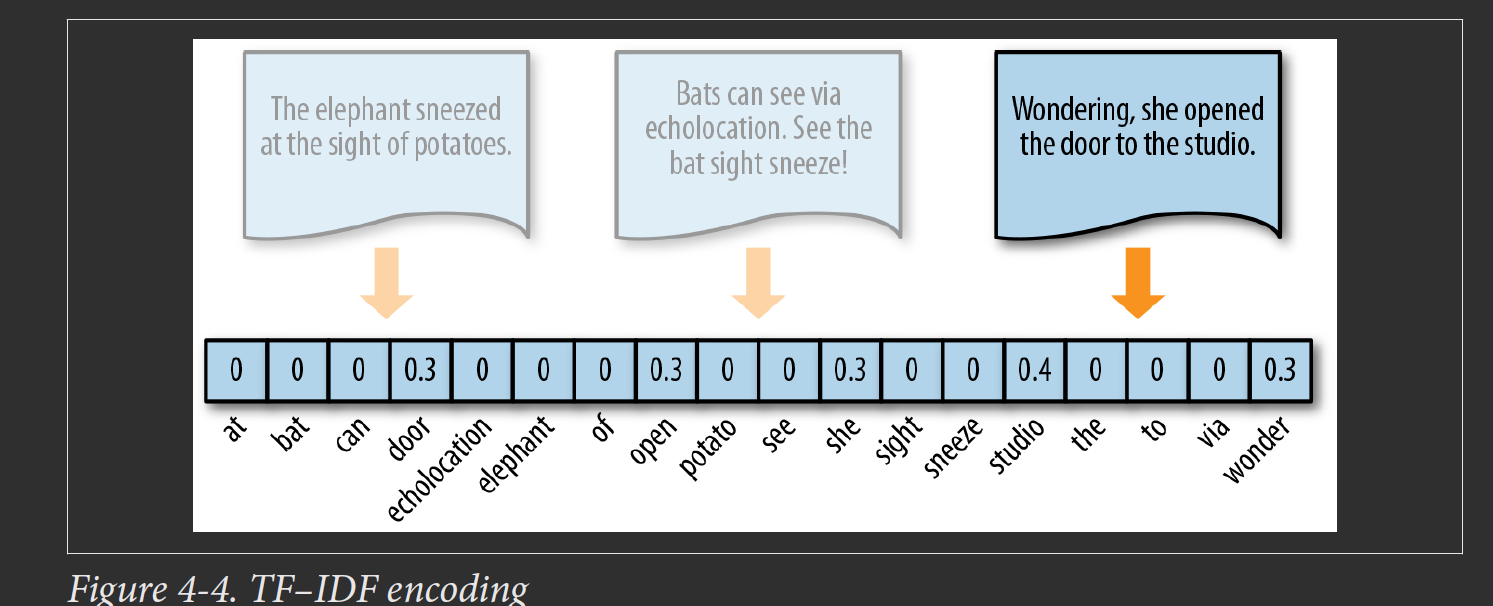 The elephant sneezed
at the sight of potatoes.
Bats can see via
echolocation. See the
bat sight sneeze!
Wondering, she opened
the door to the studio.
0 0 0 0.3 0 0 0 0.3 0 0 0.3 0 0 0.4 0 0 0 0.3
at bat can door echolocation elephant of open potato see she sight sneeze studio the to via wonder
Figure 4-4. TF–IDF encoding